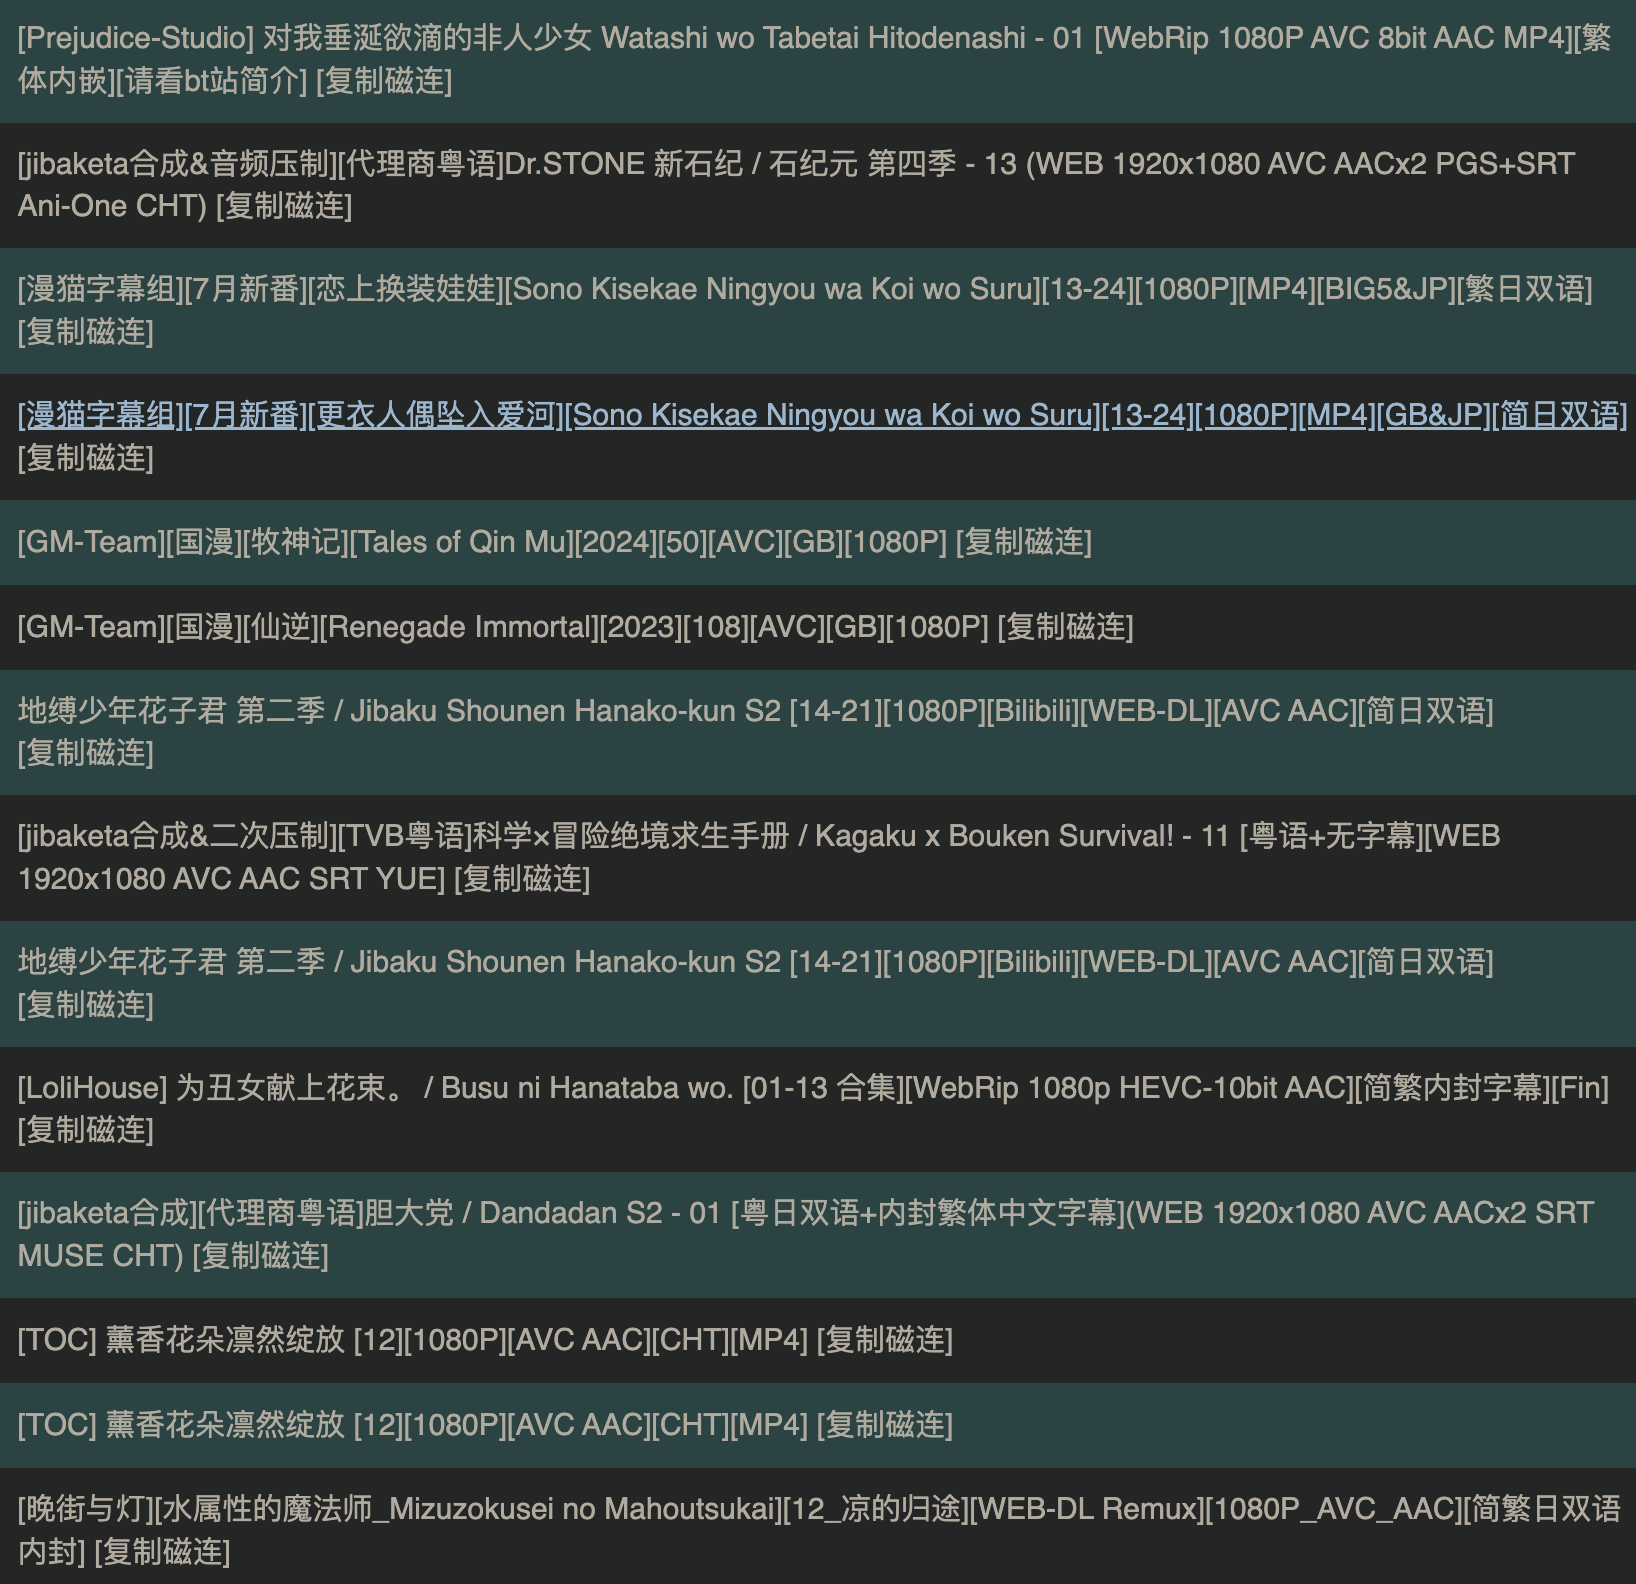 [Prejudice-Studio] 对我垂涎欲滴的非人少女 Watashi wo Tabetai Hitodenashi - 01 [WebRip 1080P AVC 8bit AAC MP4][繁
体内嵌][请看bt站简介] [复制磁连]
[jibaketa合成&音频压制][代理商粤语]Dr.STONE 新石纪 / 石纪元 第四季 - 13 (WEB 1920x1080 AVC AACx2 PGS+SRT
Ani-One CHT) [复制磁连]
[漫猫字幕组][7月新番][恋上换装娃娃][Sono Kisekae Ningyou wa Koi wo Suru][13-24][1080P][MP4][BIG5&JP][繁日双语]
[复制磁连]
[漫猫字幕组][7月新番][更衣人偶坠入爱河][Sono Kisekae Ningyou wa Koi wo Suru][13-24][1080P][MP4][GB&JP][简日双语]
[复制磁连]
[GM-Team][国漫][牧神记][Tales of Qin Mu][2024][50][AVC][GB][1080P] [复制磁连]
[GM-Team][国漫][仙逆][Renegade Immortal][2023][108][AVC][GB][1080P] [复制磁连]
地缚少年花子君 第二季 / Jibaku Shounen Hanako-kun S2 [14-21][1080P][Bilibili][WEB-DL][AVC AAC][简日双语]
[复制磁连]
[jibaketa合成&二次压制][TVB粤语]科学×冒险绝境求生手册 / Kagaku x Bouken Survival! - 11 [粤语+无字幕][WEB
1920x1080 AVC AAC SRT YUE] [复制磁连]
地缚少年花子君 第二季 / Jibaku Shounen Hanako-kun S2 [14-21][1080P][Bilibili][WEB-DL][AVC AAC][简日双语]
[复制磁连]
[LoliHouse] 为丑女献上花束。 / Busu ni Hanataba wo. [01-13 合集][WebRip 1080p HEVC-10bit AAC][简繁内封字幕][Fin]
[复制磁连]
[jibaketa合成][代理商粤语]胆大党 / Dandadan S2 - 01 [粤日双语+内封繁体中文字幕](WEB 1920x1080 AVC AACx2 SRT
MUSE CHT) [复制磁连]
[TOC] 薰香花朵凛然绽放 [12][1080P][AVC AAC][CHT][MP4] [复制磁连]
[TOC] 薰香花朵凛然绽放 [12][1080P][AVC AAC][CHT][MP4] [复制磁连]
[晚街与灯][水属性的魔法师_Mizuzokusei no Mahoutsukai][12_凉的归途][WEB-DL Remux][1080P_AVC_AAC][简繁日双语
内封] [复制磁连]